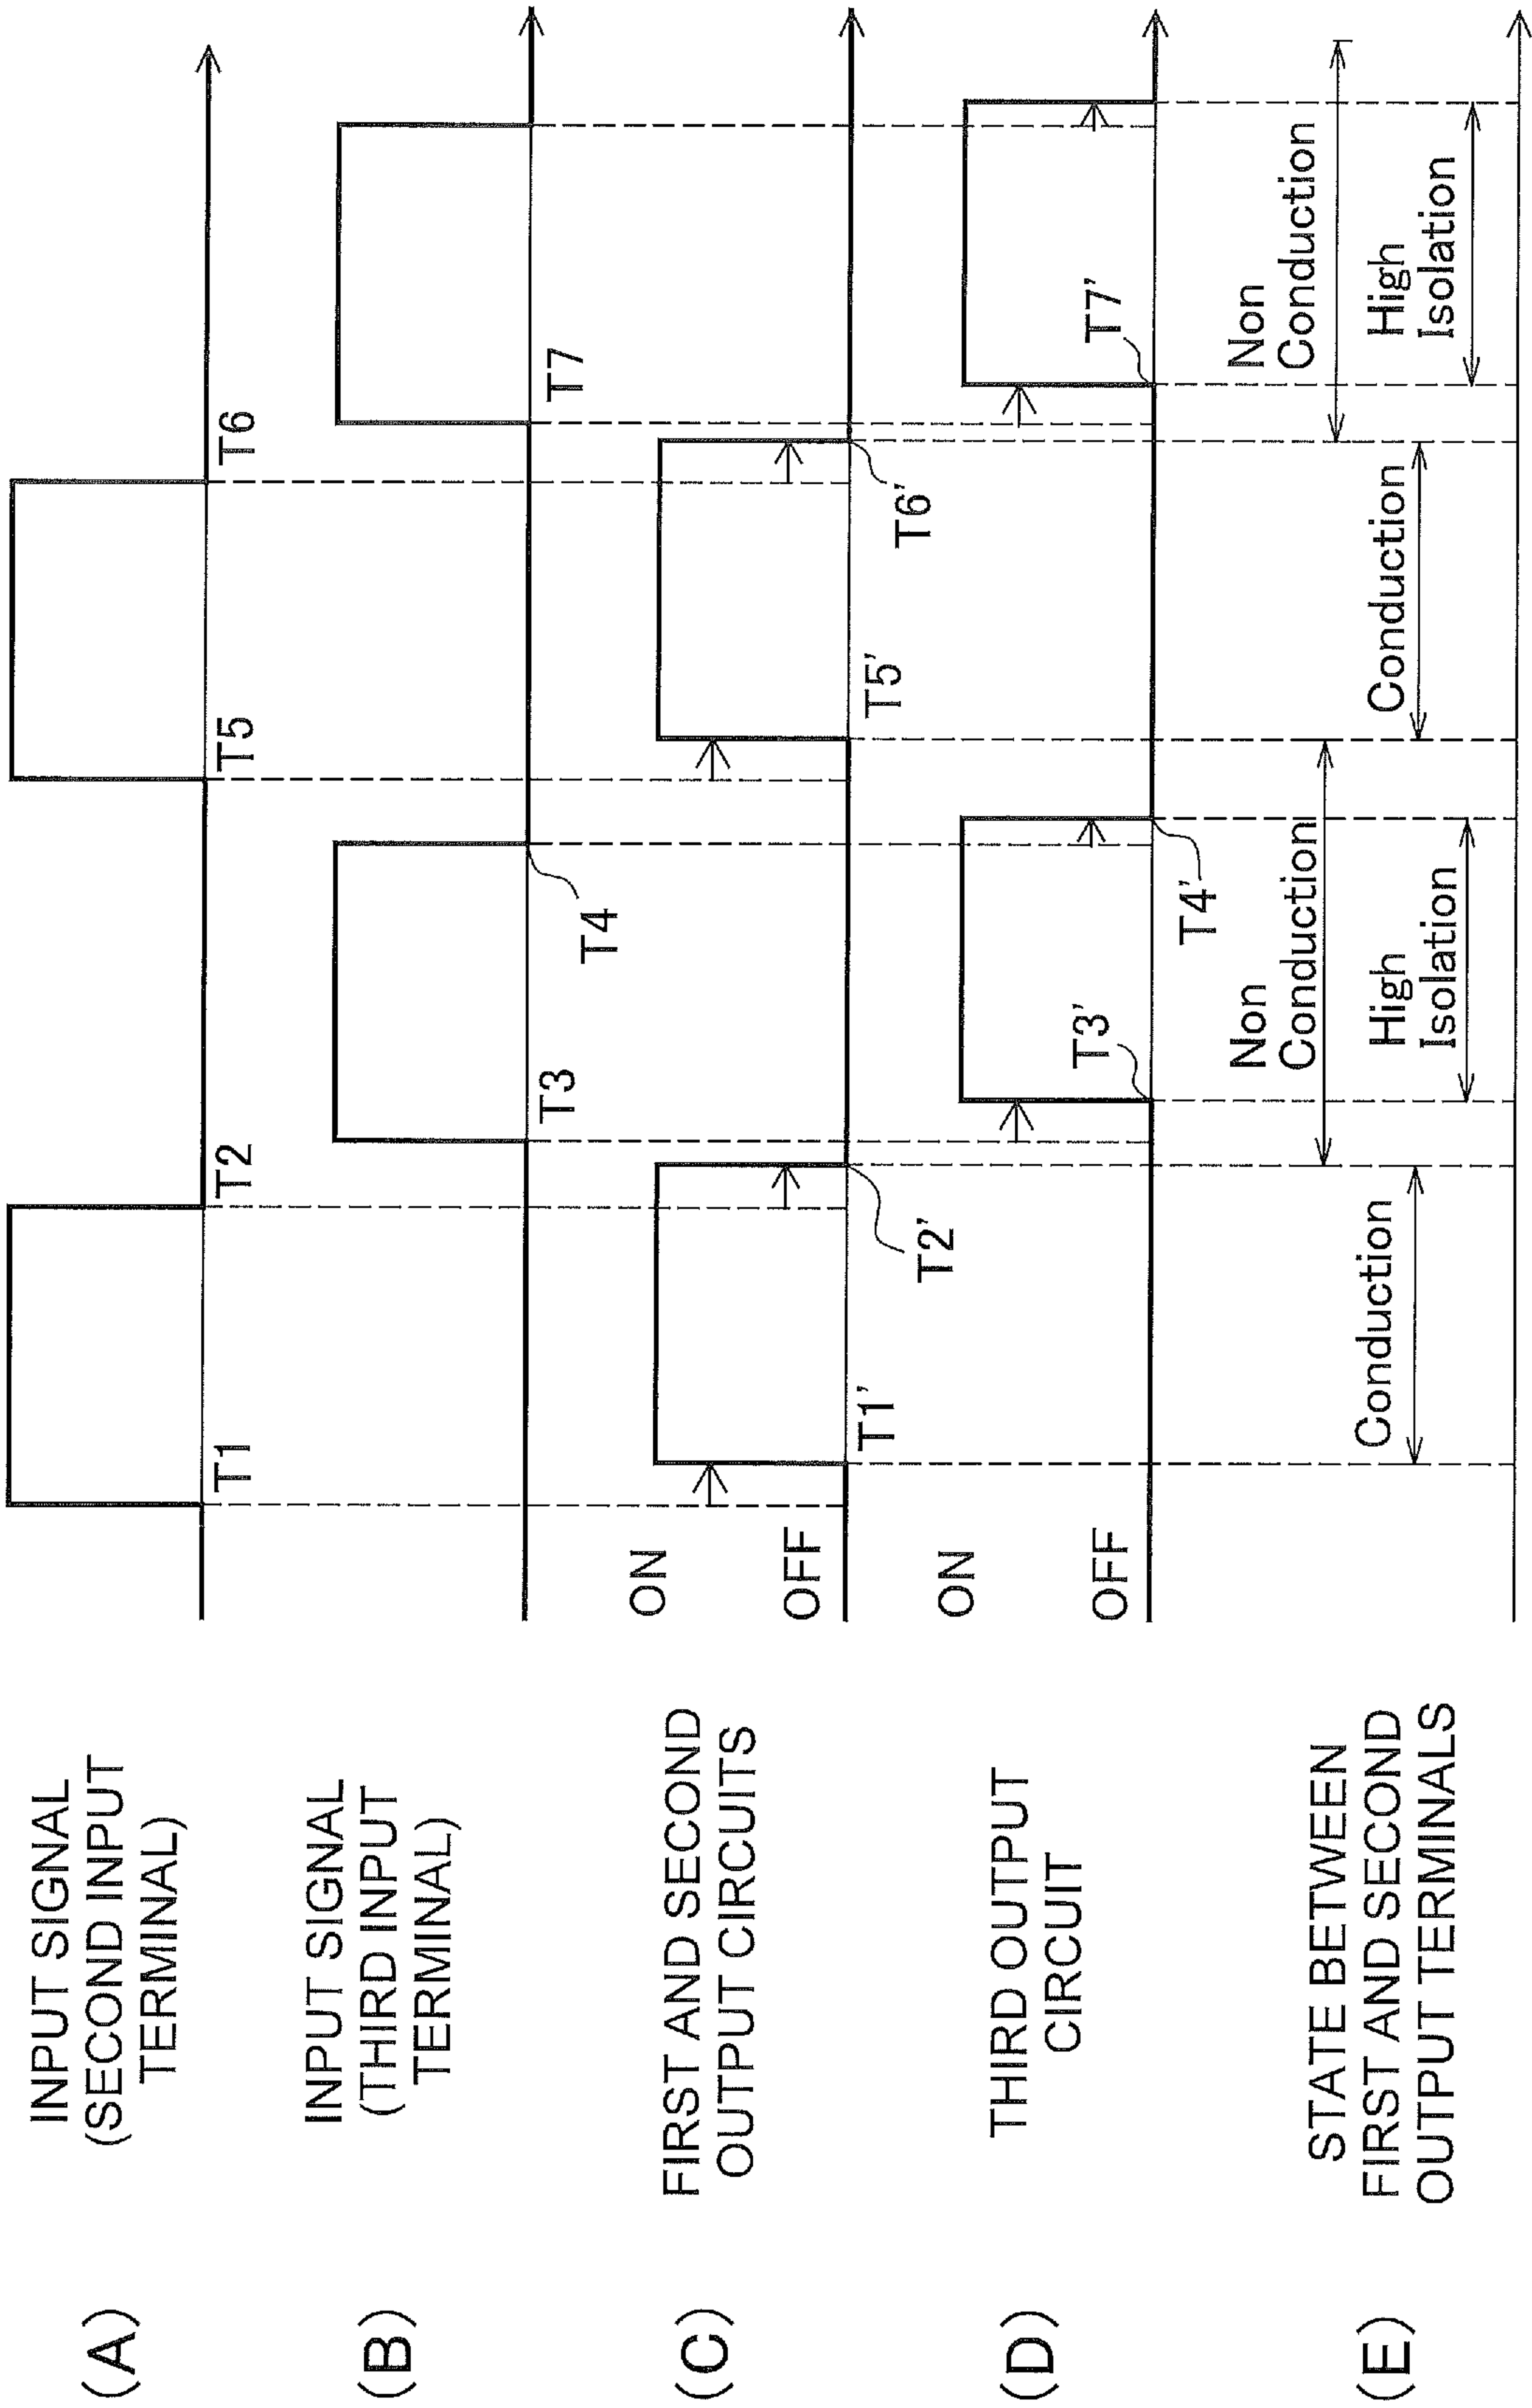 (A)
INPUT SIGNAL
(SECOND INPUT
TERMINAL)
T1
T2
T5
T6
(B)
INPUT SIGNAL
(THIRD INPUT
TERMINAL)
T3
T4
T7
(C)
FIRST AND SECOND
OUTPUT CIRCUITS
ON
OFF
T1'
T2'
T5'
T6'
(D)
THIRD OUTPUT
CIRCUIT
ON
OFF
T3'
T4'
T7'
(E)
STATE BETWEEN
FIRST AND SECOND
OUTPUT TERMINALS
Conduction
Non
Conduction
High
Isolation
Conduction
Non
Conduction
High
Isolation